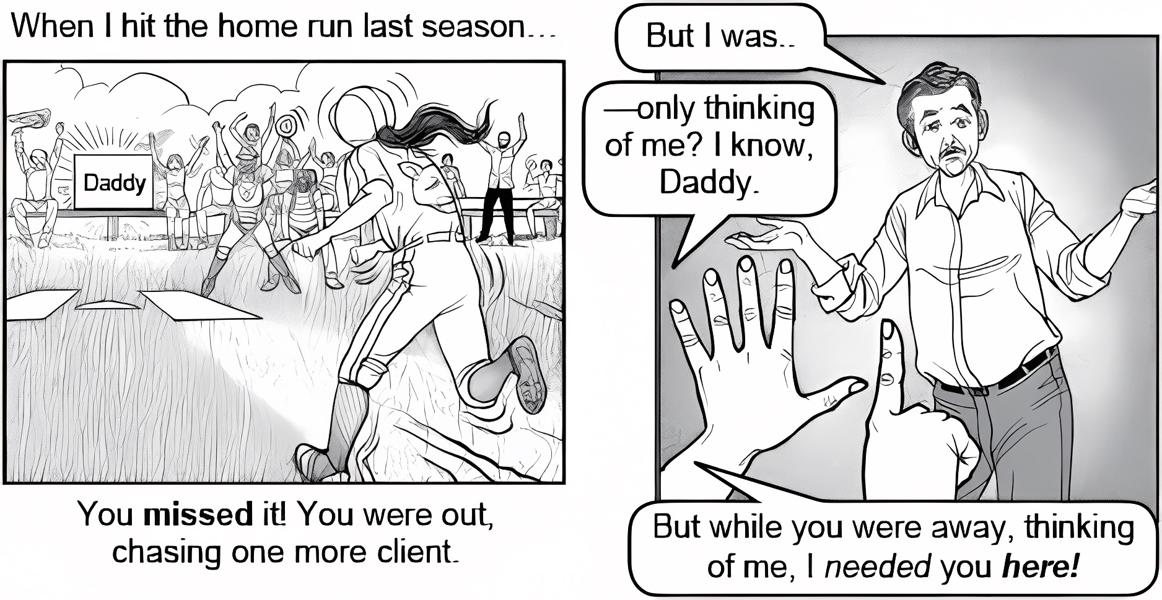 When I hit the home run last season...
Daddy
You missed it! You were out,
chasing one more client.
But I was..
—only thinking
of me? I know,
Daddy.
But while you were away, thinking
of me, I needed you here!